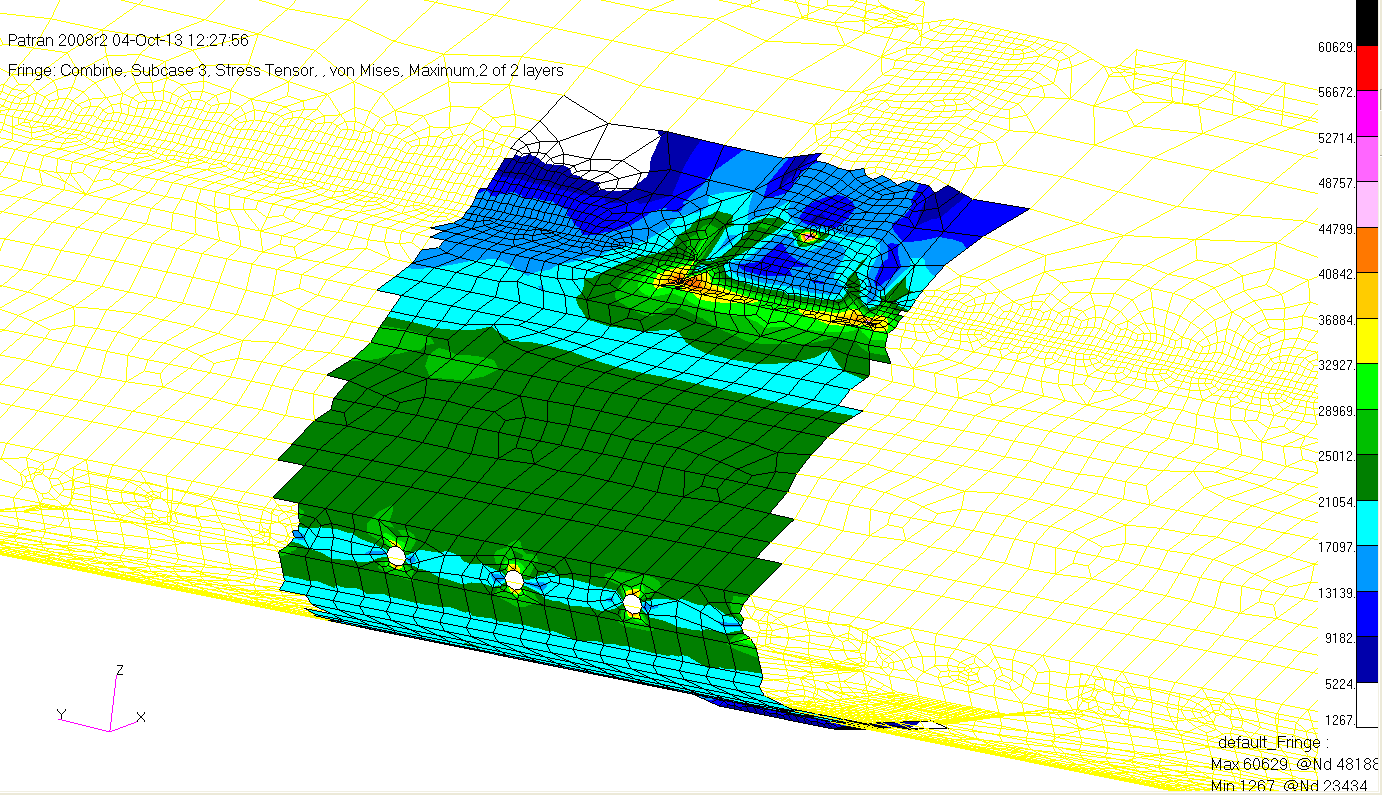 Patran 2008r2 04-Oct-13 12:27:56
Fringe: Combine, Subcase 3, Stress Tensor, , von Mises, Maximum,2 of 2 layers
60629.
56672.
52714.
48757.
44799.
40842.
36884.
32927.
28969.
25012.
21054.
17097.
13139.
9182.
5224.
1267.
Z
Y
X
default_Fringe :
Max 60629. @Nd 48188
Min 1267. @Nd 23434